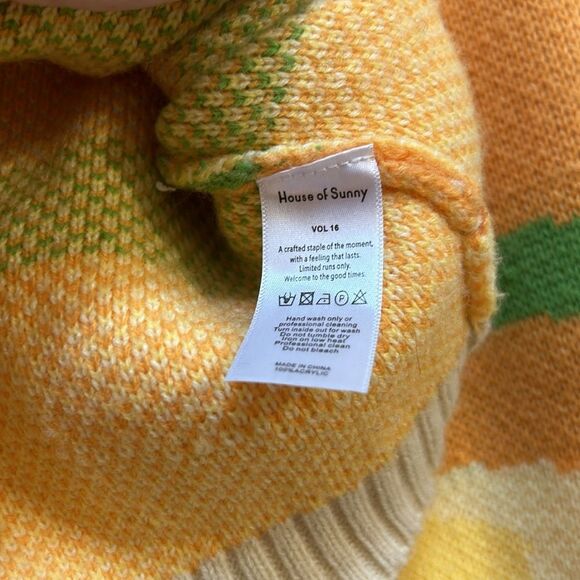 House of Sunny
VOL 16
A crafted staple of the moment,
with a feeling that lasts.
Limited runs only.
Welcome to the good times.
Hand wash only or
professional cleaning
Turn inside out for wash
Do not tumble dry
Iron on low heat
Professional clean
Do not bleach
MADE IN CHINA
100%ACRYLIC